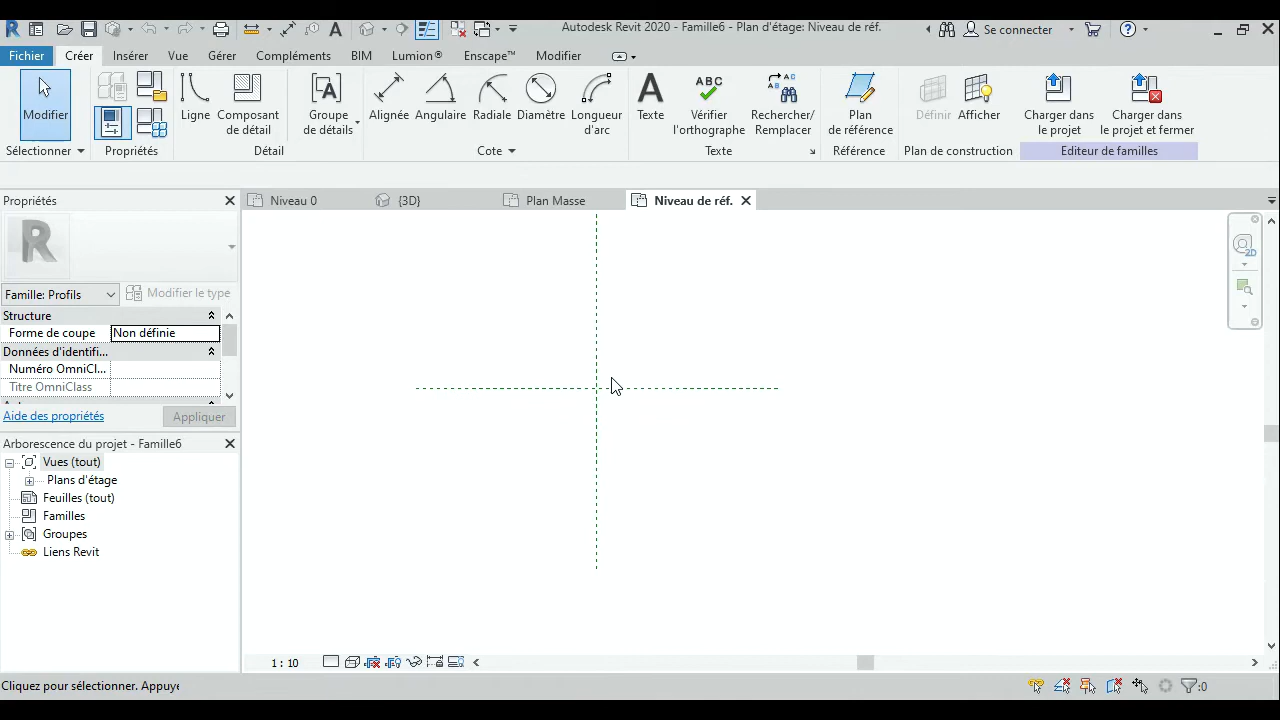 Autodesk Revit 2020 - Famille6 - Plan d'étage: Niveau de réf.
Se connecter
Fichier Créer Insérer Vue Gérer Compléments BIM Lumion® Enscape™ Modifier
Modifier
Ligne
Composant de détail
Groupe de détails
Alignée
Angulaire
Radiale
Diamètre
Longueur d'arc
Texte
ABC
Vérifier l'orthographe
Rechercher/ Remplacer
Plan de référence
Définir
Afficher
Charger dans le projet
Charger dans le projet et fermer
Sélectionner Propriétés Détail Cote Texte Référence Plan de construction Editeur de familles
Propriétés
Niveau 0 {3D} Plan Masse Niveau de réf.
R
2D
Famille: Profils Modifier le type
Structure
Forme de coupe Non définie
Données d'identifi...
Numéro OmniCl...
Titre OmniClass
Aide des propriétés Appliquer
Arborescence du projet - Famille6
Vues (tout)
Plans d'étage
Feuilles (tout)
Familles
Groupes
Liens Revit
1 : 10
Cliquez pour sélectionner. Appuye
:0